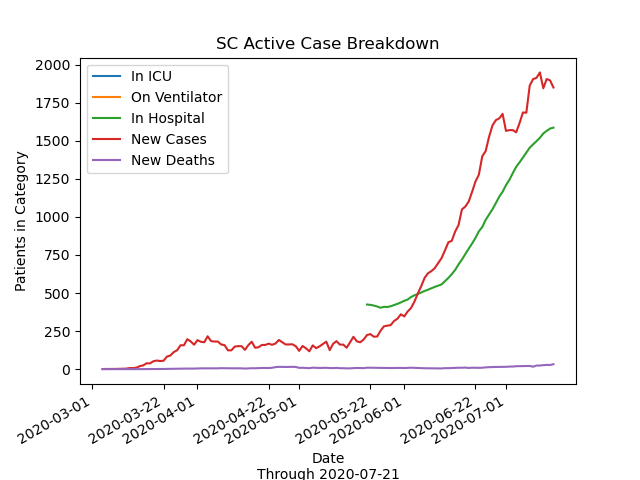 SC Active Case Breakdown
In ICU
On Ventilator
In Hospital
New Cases
New Deaths
Patients in Category
2000
1750
1500
1250
1000
750
500
250
0
2020-03-01
2020-03-22
2020-04-01
2020-04-22
2020-05-01
2020-05-22
2020-06-01
2020-06-22
2020-07-01
Date
Through 2020-07-21